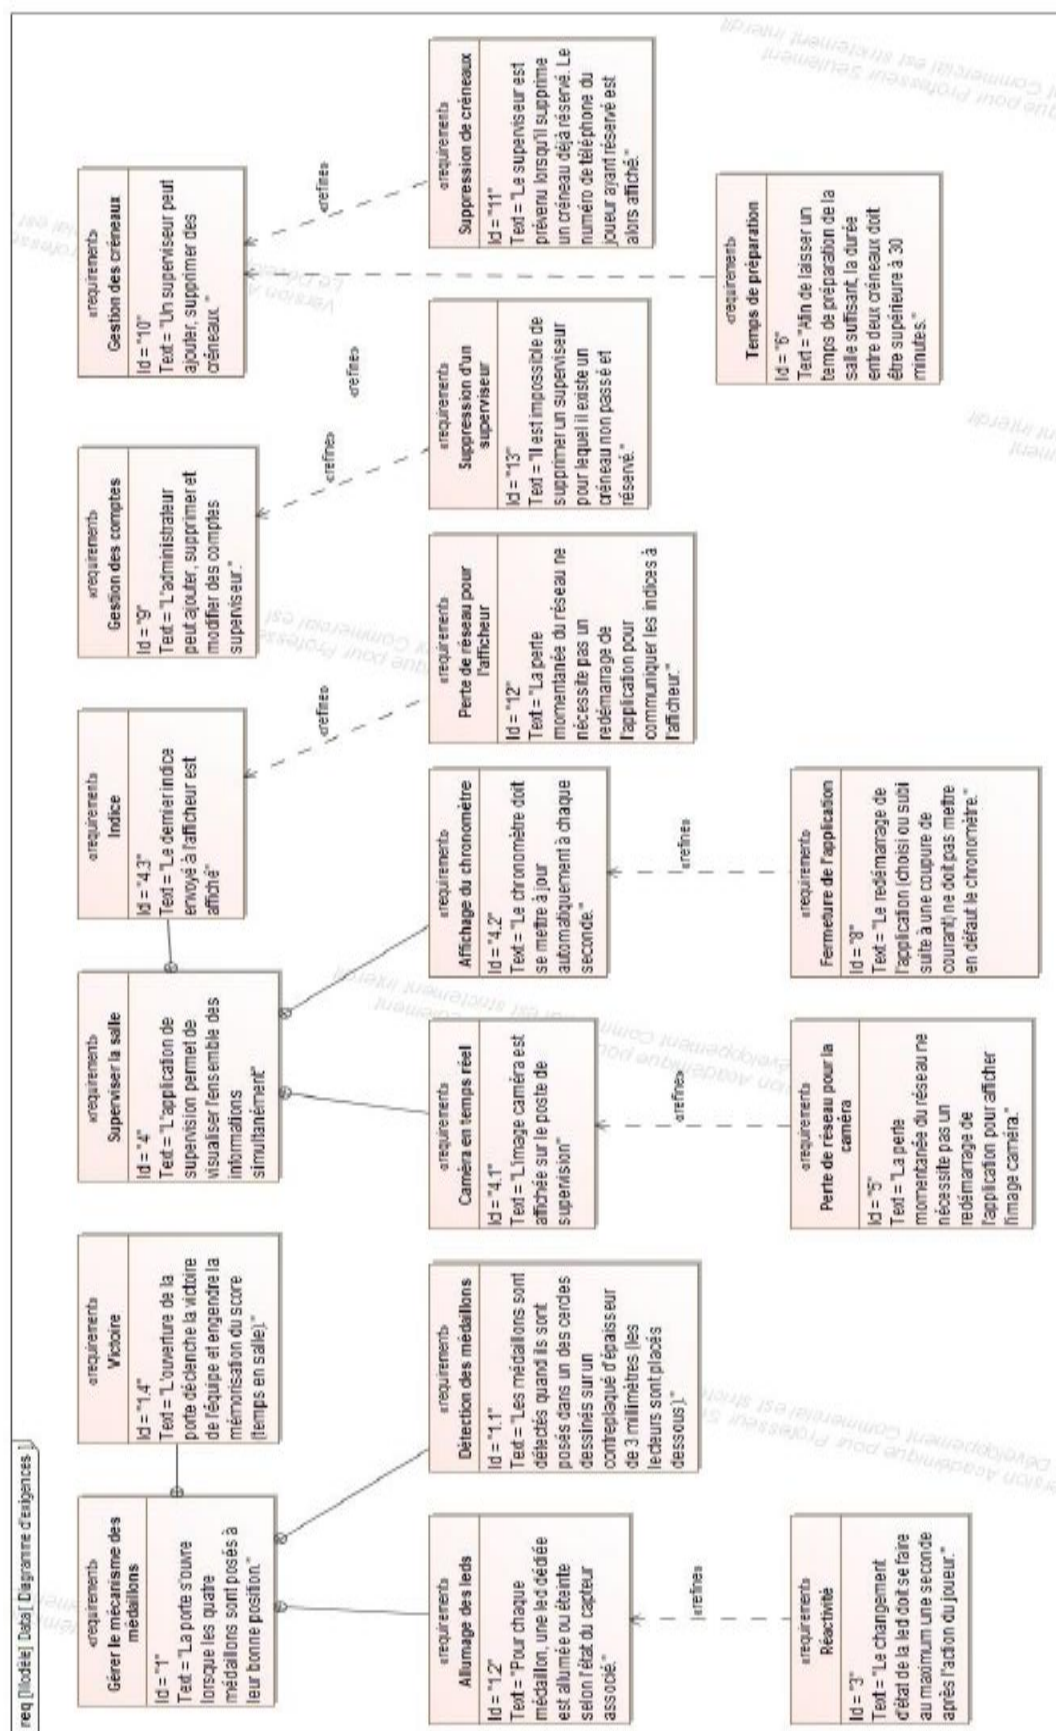 req [Modèle] Data[ Diagramme d'exigences ]
«requirement»
Gérer le mécanisme des
médaillons
Id = "1"
Text = "La porte s'ouvre
lorsque les quatre
médaillons sont posés à
leur bonne position."
«requirement»
Victoire
Id = "1.4"
Text = "L'ouverture de la
porte déclenche la victoire
de l'équipe et engendre la
mémorisation du score
(temps en salle)."
«requirement»
Superviser la salle
Id = "4"
Text = "L'application de
supervision permet de
visualiser l'ensemble des
informations
simultanément"
«requirement»
Indice
Id = "4.3"
Text = "Le dernier indice
envoyé à l'afficheur est
affiché"
«requirement»
Gestion des comptes
Id = "9"
Text = "L'administrateur
peut ajouter, supprimer et
modifier des comptes
superviseur."
«requirement»
Gestion des créneaux
Id = "10"
Text = "Un superviseur peut
ajouter, supprimer des
créneaux."
«refine»
«refine»
«refine»
«refine»
«requirement»
Allumage des leds
Id = "1.2"
Text = "Pour chaque
médaillon, une led dédiée
est allumée ou éteinte
selon l'état du capteur
associé."
«requirement»
Détection des médaillons
Id = "1.1"
Text = "Les médaillons sont
détectés quand ils sont
posés dans un des cercles
dessinés sur un
contreplaqué d'épaisseur
de 3 millimètres (les
lecteurs sont placés
dessous)."
«requirement»
Caméra en temps réel
Id = "4.1"
Text = "L'image caméra est
affichée sur le poste de
supervision"
«requirement»
Affichage du chronomètre
Id = "4.2"
Text = "Le chronomètre doit
se mettre à jour
automatiquement à chaque
seconde."
«requirement»
Perte de réseau pour
l'afficheur
Id = "12"
Text = "La perte
momentanée du réseau ne
nécessite pas un
redémarrage de
l'application pour
communiquer les indices à
l'afficheur."
«requirement»
Suppression d'un
superviseur
Id = "13"
Text = "Il est impossible de
supprimer un superviseur
pour lequel il existe un
créneau non passé et
réservé."
«requirement»
Suppression de créneaux
Id = "11"
Text = "Le superviseur est
prévenu lorsqu'il supprime
un créneau déjà réservé. Le
numéro de téléphone du
joueur ayant réservé est
alors affiché."
«refine»
«refine»
«refine»
«requirement»
Réactivité
Id = "3"
Text = "Le changement
d'état de la led doit se faire
au maximum une seconde
après l'action du joueur."
«requirement»
Perte de réseau pour la
caméra
Id = "5"
Text = "La perte
momentanée du réseau ne
nécessite pas un
redémarrage de
l'application pour afficher
l'image caméra."
«requirement»
Fermeture de l'application
Id = "8"
Text = "Le redémarrage de
l'application (choisi ou subi
suite à une coupure de
courant) ne doit pas mettre
en défaut le chronomètre."
«requirement»
Temps de préparation
Id = "6"
Text = "Afin de laisser un
temps de préparation de la
salle suffisant, la durée
entre deux créneaux doit
être supérieure à 30
minutes."